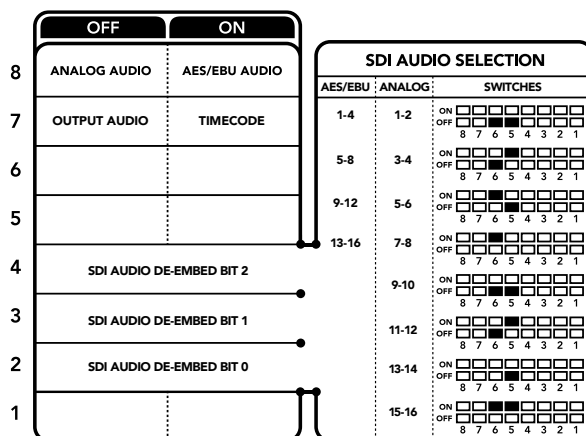 OFF ON
8 ANALOG AUDIO AES/EBU AUDIO
7 OUTPUT AUDIO TIMECODE
6
5
4 SDI AUDIO DE-EMBED BIT 2
3 SDI AUDIO DE-EMBED BIT 1
2 SDI AUDIO DE-EMBED BIT 0
1
SDI AUDIO SELECTION
AES/EBU ANALOG SWITCHES
1-4 1-2 ON
OFF
8 7 6 5 4 3 2 1
5-8 3-4 ON
OFF
8 7 6 5 4 3 2 1
9-12 5-6 ON
OFF
8 7 6 5 4 3 2 1
13-16 7-8 ON
OFF
8 7 6 5 4 3 2 1
9-10 ON
OFF
8 7 6 5 4 3 2 1
11-12 ON
OFF
8 7 6 5 4 3 2 1
13-14 ON
OFF
8 7 6 5 4 3 2 1
15-16 ON
OFF
8 7 6 5 4 3 2 1